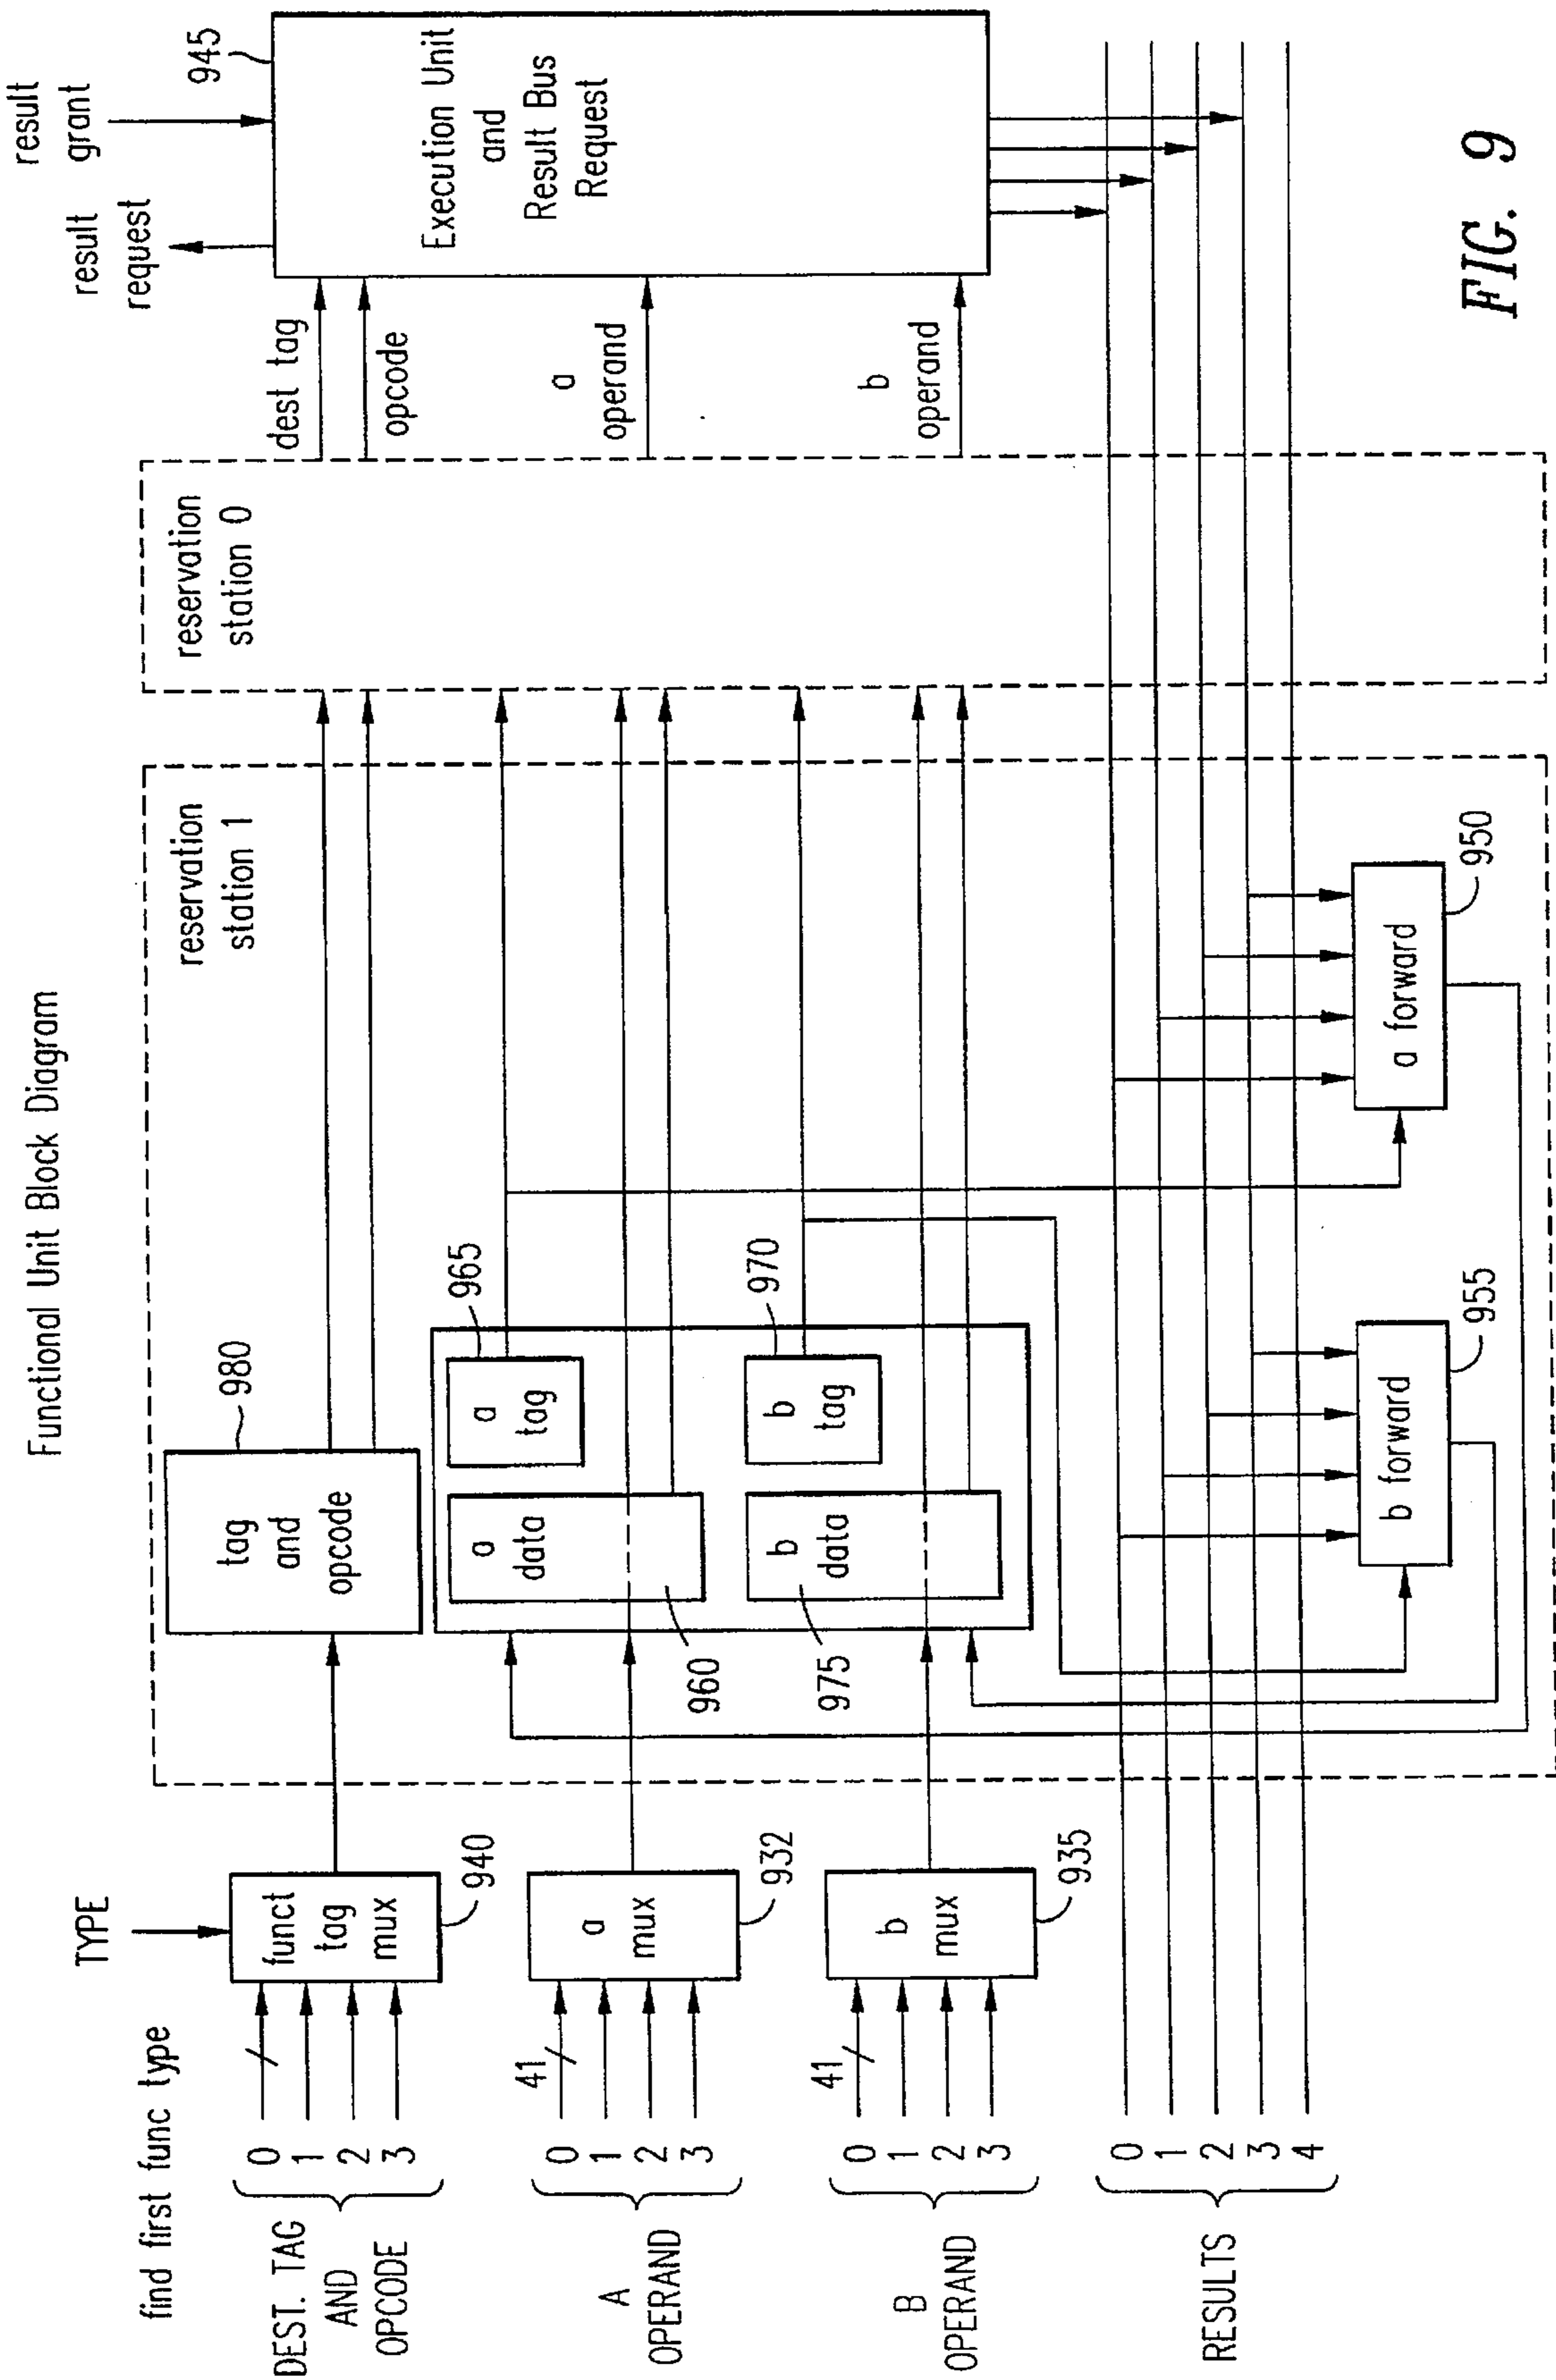 Functional Unit Block Diagram
find first func type
TYPE
DEST. TAG
AND
OPCODE
0
1
2
3
funct
tag
mux
940
A
OPERAND
41
0
1
2
3
a
mux
932
B
OPERAND
41
0
1
2
3
b
mux
935
RESULTS
0
1
2
3
4
reservation
station 1
tag
and
opcode
980
a
data
960
a
tag
965
b
data
975
b
tag
970
b forward
955
a forward
950
reservation
station 0
dest tag
opcode
a
operand
b
operand
result
request
result
grant
945
Execution Unit
and
Result Bus
Request
FIG. 9